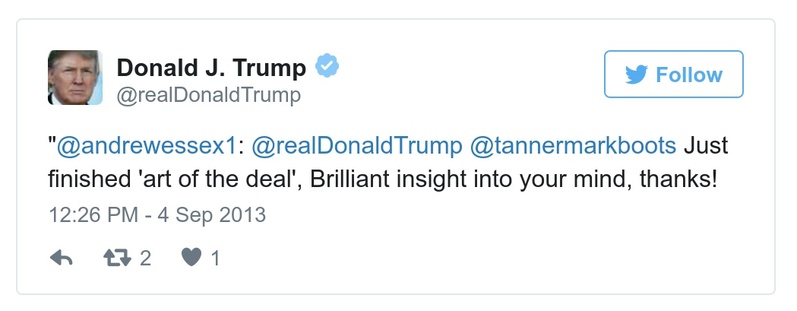 Donald J. Trump
@realDonaldTrump
Follow
"@andrewessex1: @realDonaldTrump @tannermarkboots Just
finished 'art of the deal', Brilliant insight into your mind, thanks!
12:26 PM - 4 Sep 2013
2 1